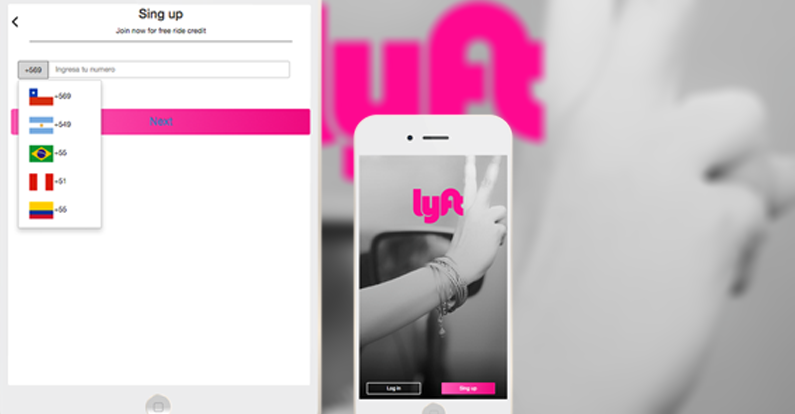 Sing up
Join now for free ride credit
+569
Ingresa tu numero
+569
+549
+55
+51
+55
Next
lyft
lyft
Log in
Sing up